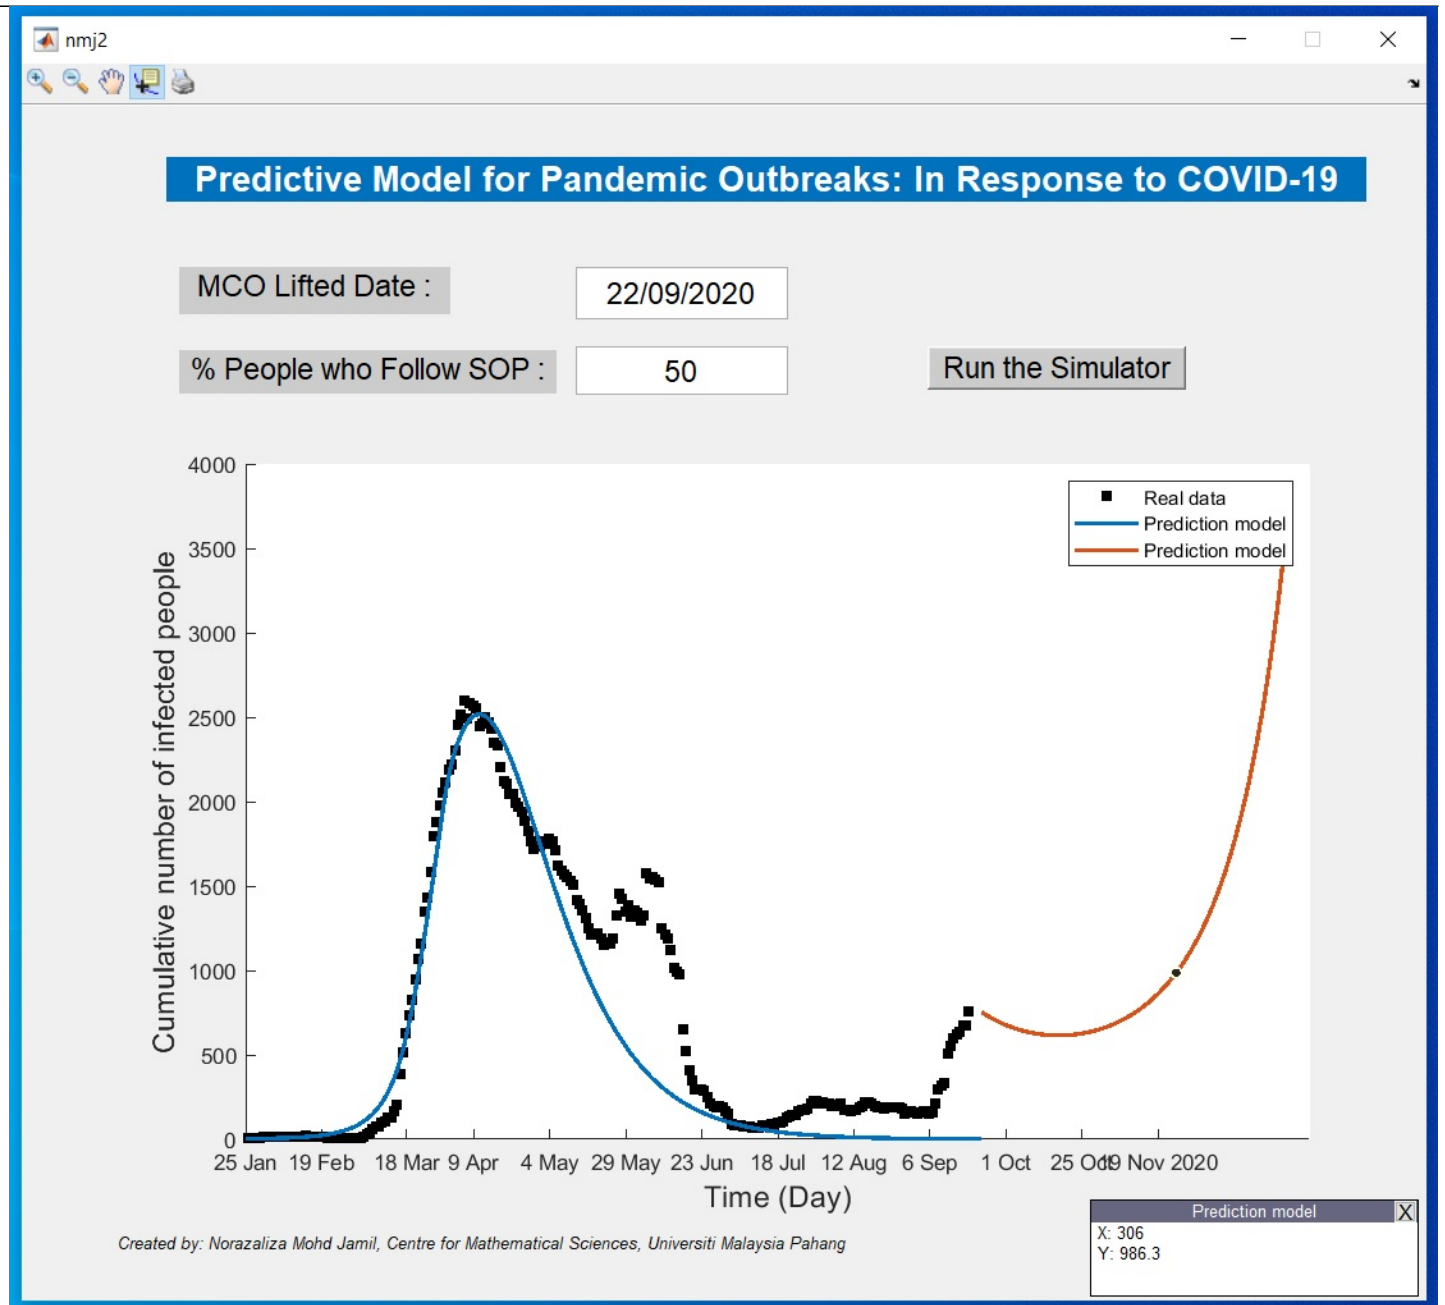 nmj2
Predictive Model for Pandemic Outbreaks: In Response to COVID-19
MCO Lifted Date :
22/09/2020
% People who Follow SOP :
50
Run the Simulator
4000
3500
3000
2500
2000
1500
1000
500
0
Cumulative number of infected people
Real data
Prediction model
Prediction model
25 Jan 19 Feb 18 Mar 9 Apr 4 May 29 May 23 Jun 18 Jul 12 Aug 6 Sep 1 Oct 25 Oct 19 Nov 2020
Time (Day)
Prediction model X
X: 306
Y: 986.3
Created by: Norazaliza Mohd Jamil, Centre for Mathematical Sciences, Universiti Malaysia Pahang